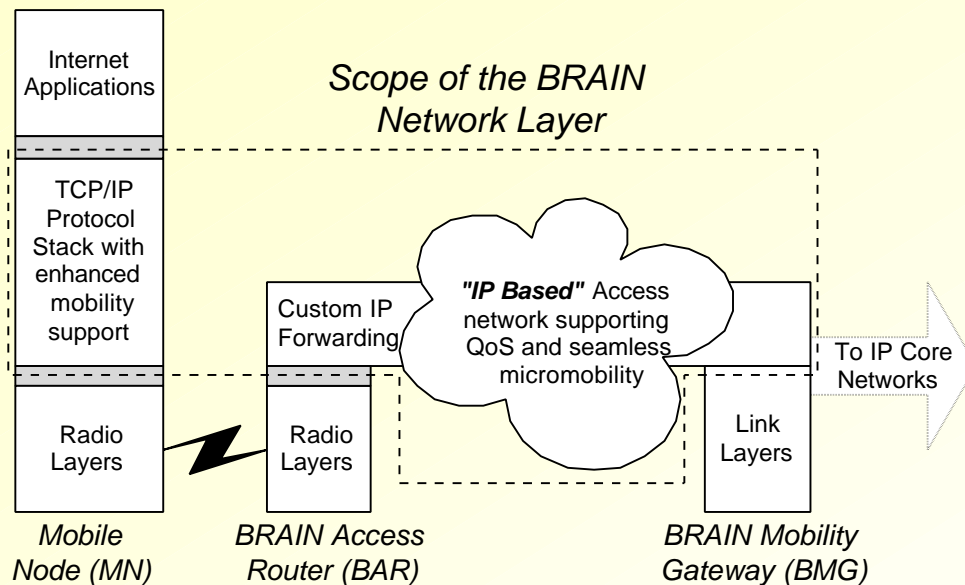 Internet
Applications
Scope of the BRAIN
Network Layer
TCP/IP
Protocol
Stack with
enhanced
mobility
support
Custom IP
Forwarding
"IP Based" Access
network supporting
QoS and seamless
micromobility
To IP Core
Networks
Radio
Layers
Radio
Layers
Link
Layers
Mobile
Node (MN)
BRAIN Access
Router (BAR)
BRAIN Mobility
Gateway (BMG)